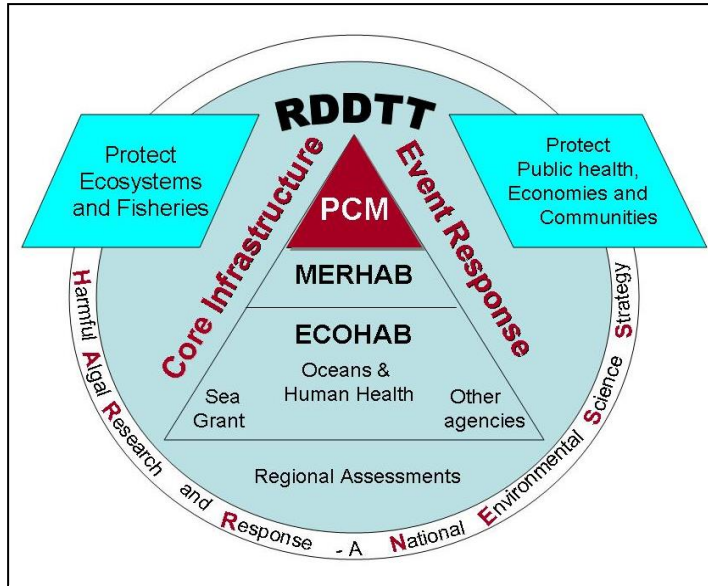 RDDTT
Protect
Ecosystems
and Fisheries
Protect
Public health,
Economies and
Communities
Core Infrastructure
Event Response
PCM
MERHAB
ECOHAB
Oceans &
Human Health
Sea
Grant
Other
agencies
Regional Assessments
Harmful Algal Research and Response - A National Environmental Science Strategy